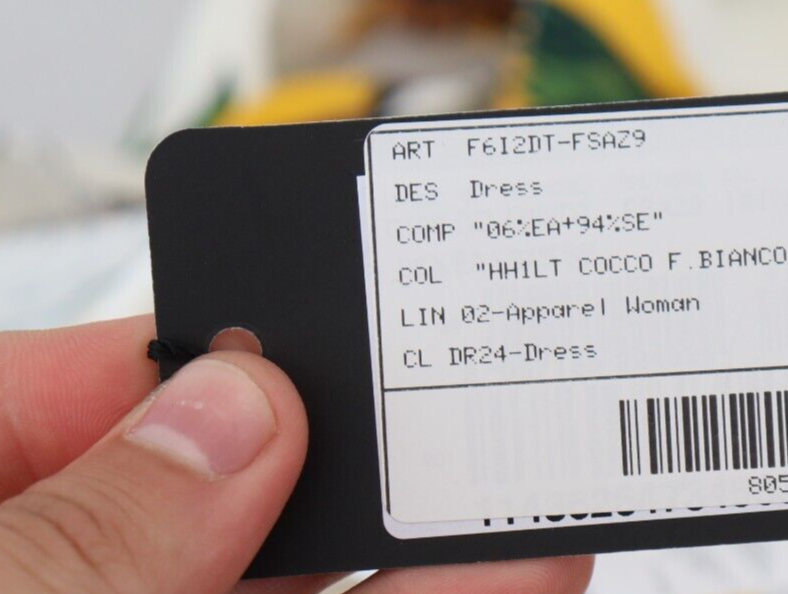 ART F6I2DT-FSAZ9
DES Dress
COMP "06%EA+94%SE"
COL "HH1LT COCCO F.BIANCO
LIN 02-Apparel Woman
CL DR24-Dress
805